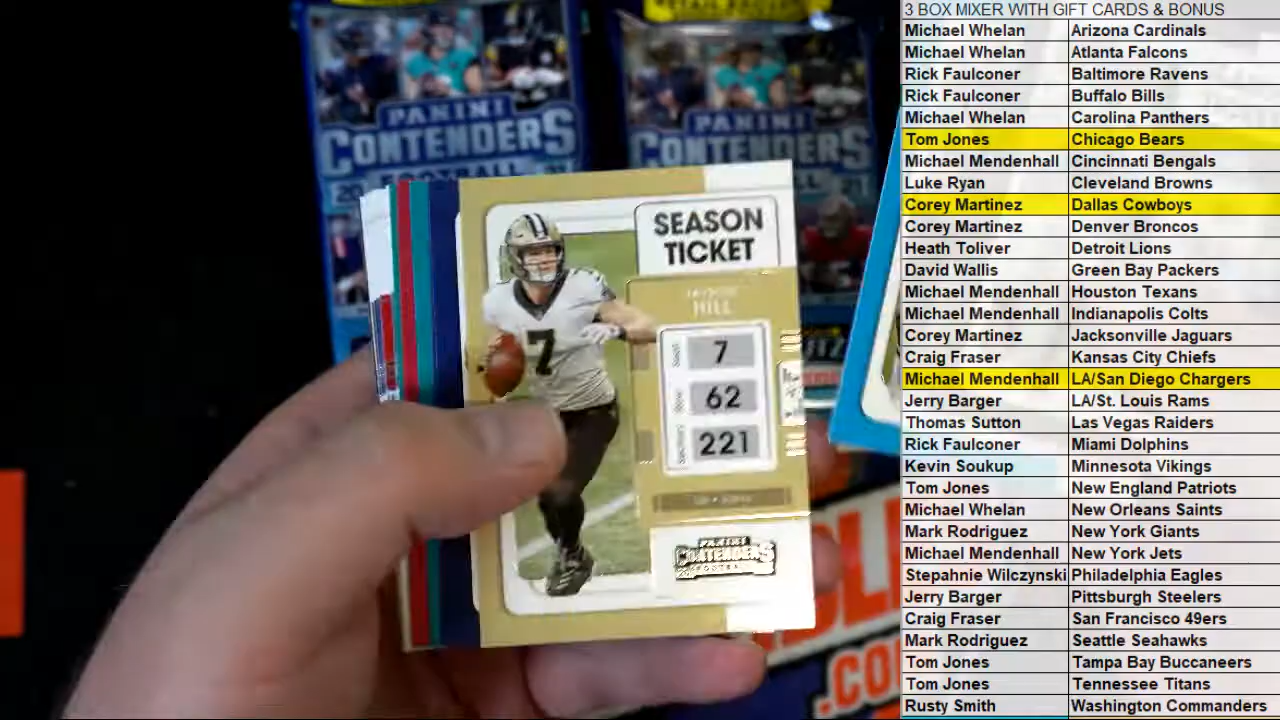 3 BOX MIXER WITH GIFT CARDS & BONUS
Michael Whelan Arizona Cardinals
Michael Whelan Atlanta Falcons
Rick Faulconer Baltimore Ravens
Rick Faulconer Buffalo Bills
Michael Whelan Carolina Panthers
Tom Jones Chicago Bears
Michael Mendenhall Cincinnati Bengals
Luke Ryan Cleveland Browns
Corey Martinez Dallas Cowboys
Corey Martinez Denver Broncos
Heath Toliver Detroit Lions
David Wallis Green Bay Packers
Michael Mendenhall Houston Texans
Michael Mendenhall Indianapolis Colts
Corey Martinez Jacksonville Jaguars
Craig Fraser Kansas City Chiefs
Michael Mendenhall LA/San Diego Chargers
Jerry Barger LA/St. Louis Rams
Thomas Sutton Las Vegas Raiders
Rick Faulconer Miami Dolphins
Kevin Soukup Minnesota Vikings
Tom Jones New England Patriots
Michael Whelan New Orleans Saints
Mark Rodriguez New York Giants
Michael Mendenhall New York Jets
Stepahnie Wilczynski Philadelphia Eagles
Jerry Barger Pittsburgh Steelers
Craig Fraser San Francisco 49ers
Mark Rodriguez Seattle Seahawks
Tom Jones Tampa Bay Buccaneers
Tom Jones Tennessee Titans
Rusty Smith Washington Commanders
PANINI
CONTENDERS
FOOTBALL
PANINI
CONTENDERS
SEASON
TICKET
HILL
7
62
221
7
PANINI
CONTENDERS
FOOTBALL
.CO